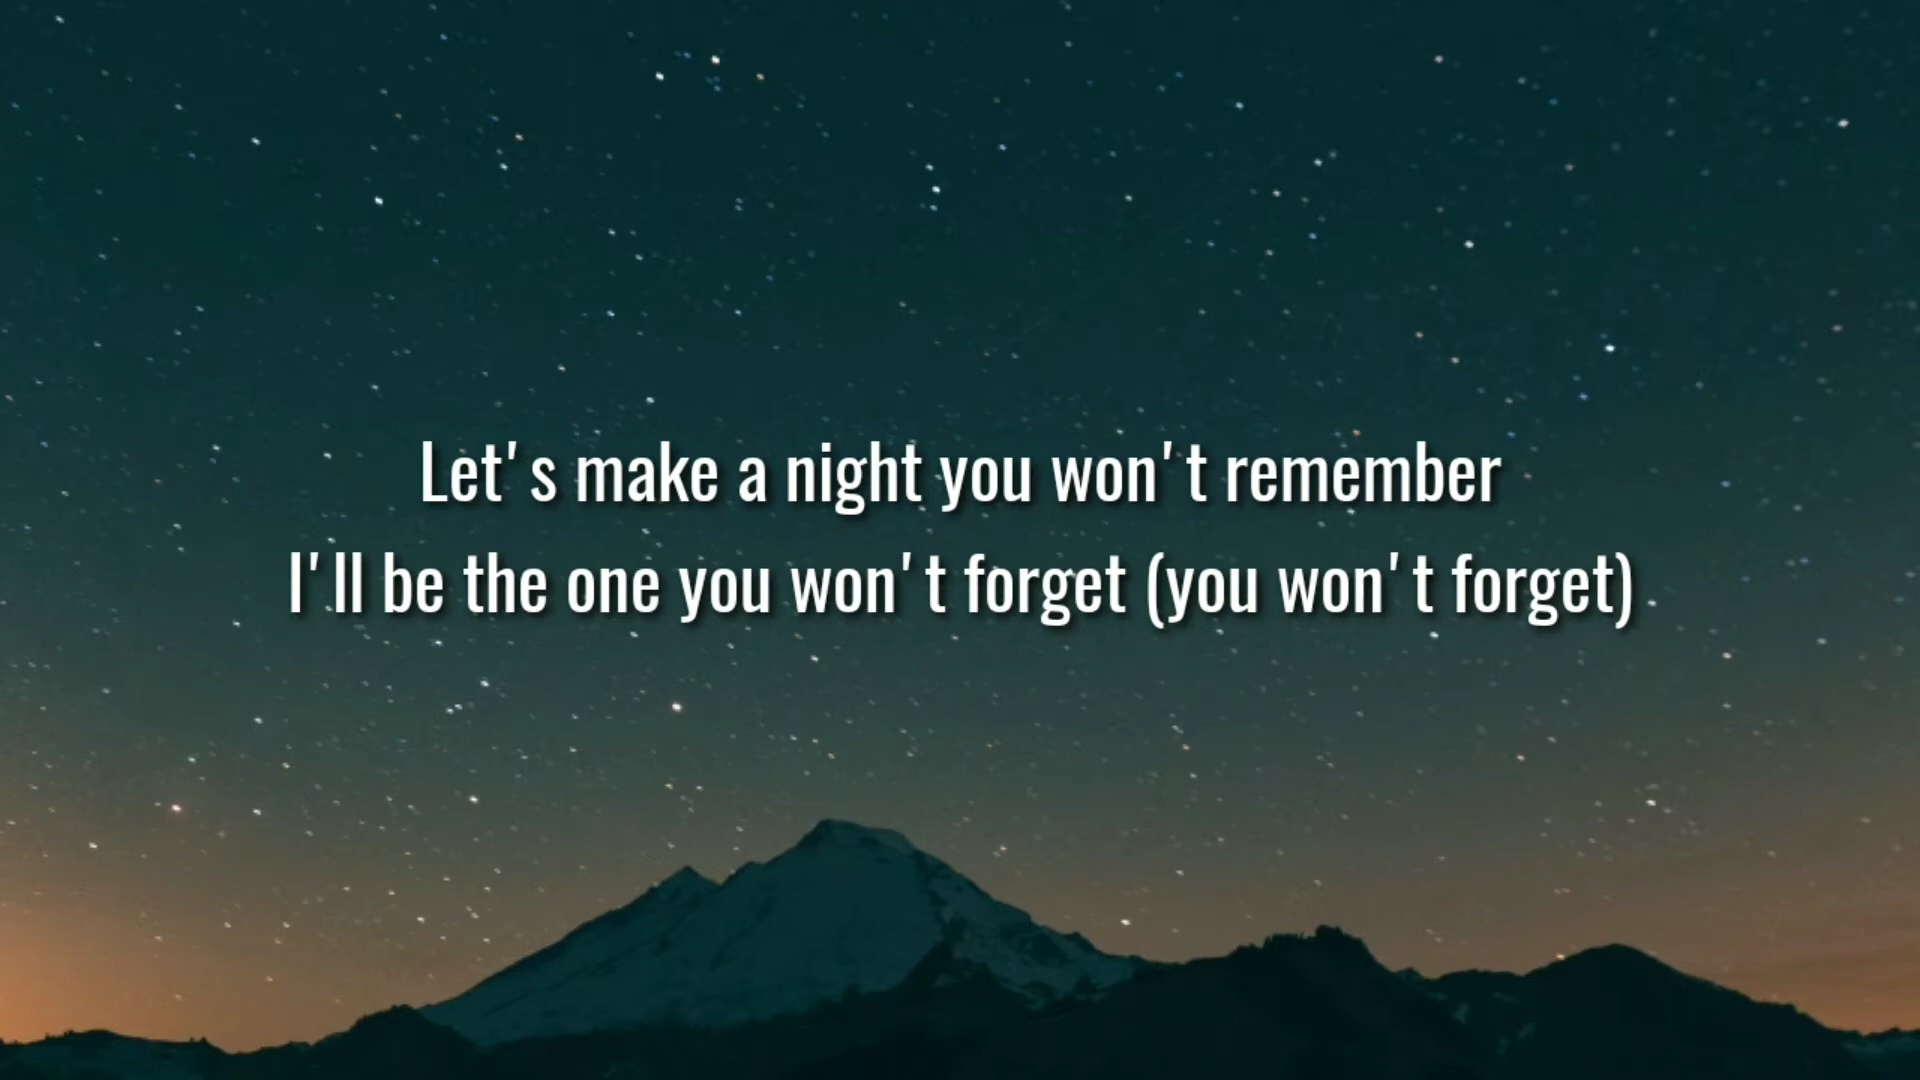 Let's make a night you won't remember
I'll be the one you won't forget (you won't forget)